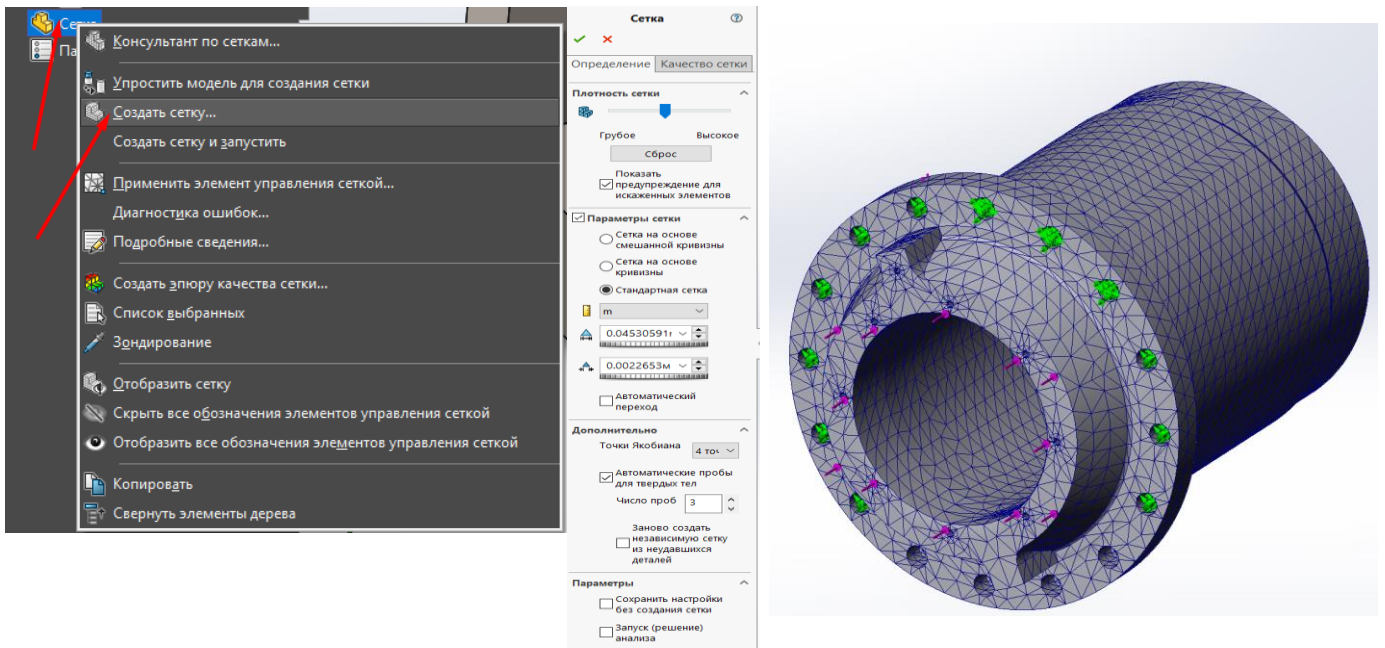 Консультант по сеткам...
Упростить модель для создания сетки
Создать сетку...
Создать сетку и запустить
Применить элемент управления сеткой...
Диагностика ошибок...
Подробные сведения...
Создать эпюру качества сетки...
Список выбранных
Зондирование
Отобразить сетку
Скрыть все обозначения элементов управления сеткой
Отобразить все обозначения элементов управления сеткой
Копировать
Свернуть элементы дерева
Сетка
Определение Качество сетки
Плотность сетки
Грубое Высокое
Сброс
Показать
предупреждение для
искаженных элементов
Параметры сетки
Сетка на основе
смешанной кривизны
Сетка на основе
кривизны
Стандартная сетка
m
0.0022653м
Автоматический
переход
Дополнительно
Точки Якобиана
4
Автоматические пробы
для твердых тел
Число проб 3
Заново создать
независимую сетку
из неудавшихся
деталей
Параметры
Сохранить настройки
без создания сетки
Запуск (решение)
анализа